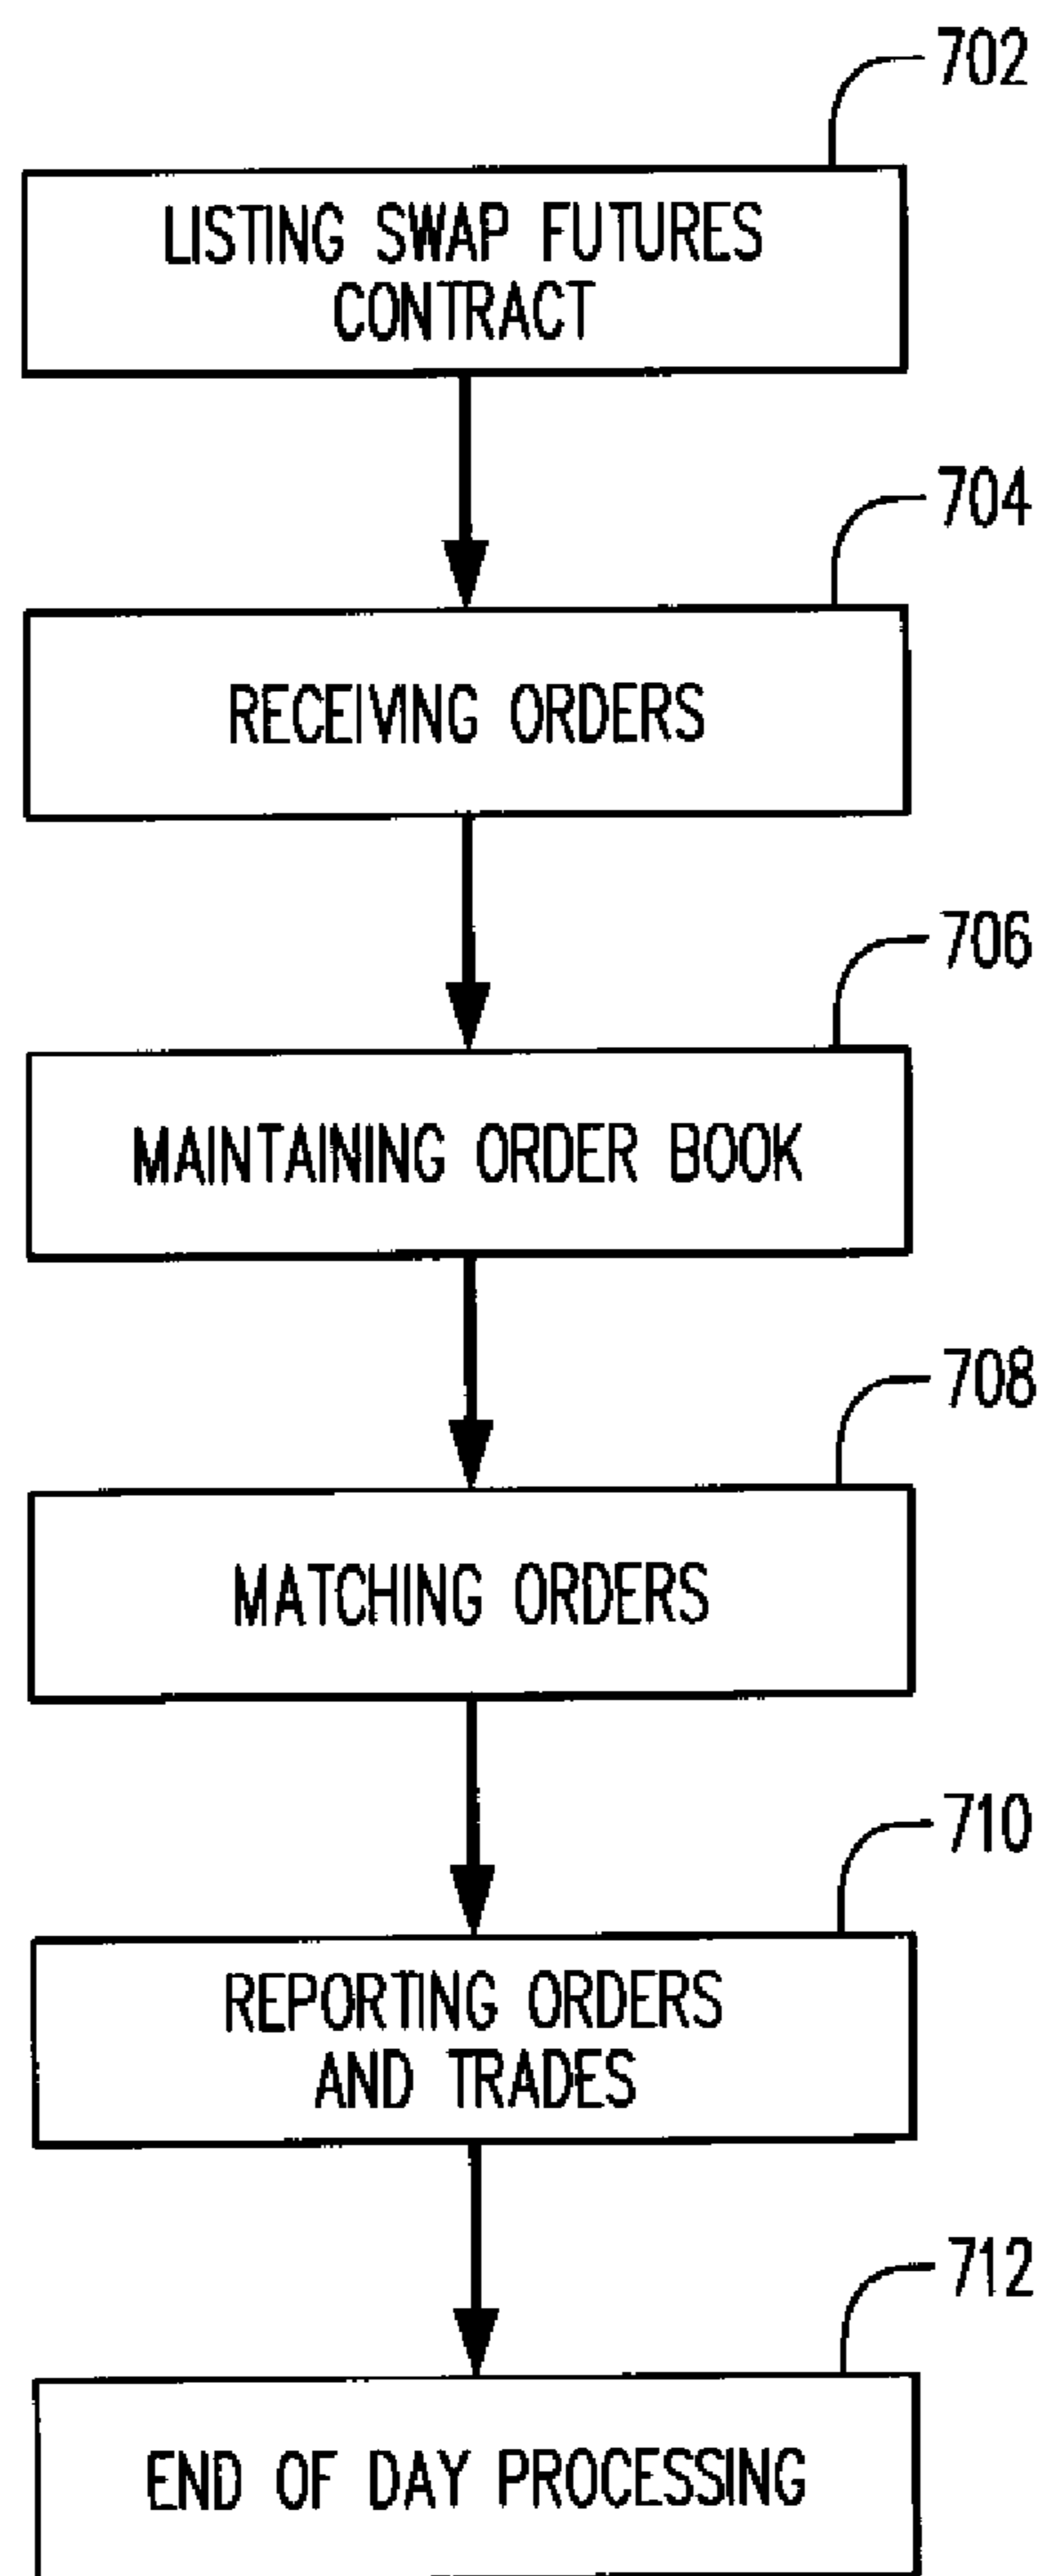 702
LISTING SWAP FUTURES
CONTRACT
704
RECEIVING ORDERS
706
MAINTAINING ORDER BOOK
708
MATCHING ORDERS
710
REPORTING ORDERS
AND TRADES
712
END OF DAY PROCESSING